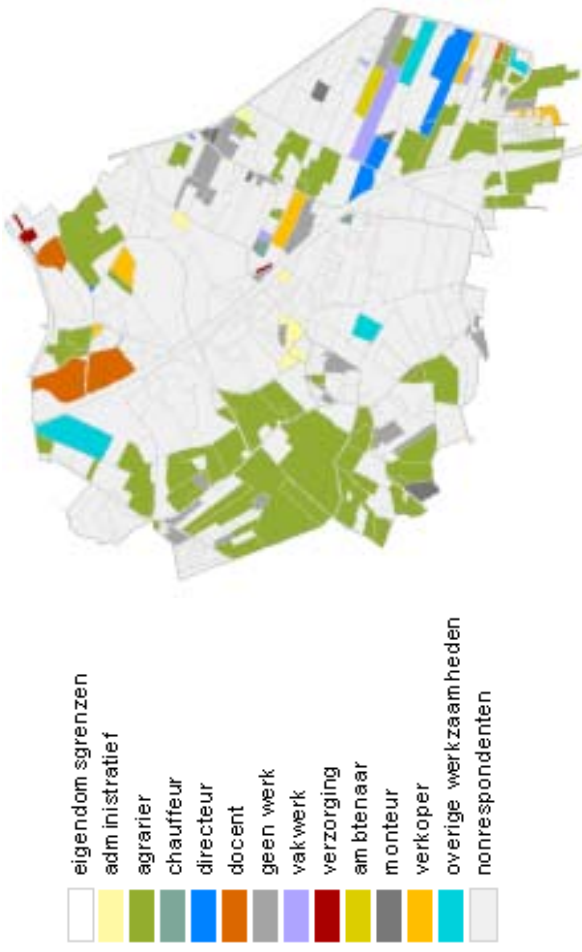 eigendom sgrenzen
adm inistratief
agrarier
chauffeur
directeur
docent
geen werk
vakwerk
verzorging
am btenaar
monteur
verkoper
overige werkzaamheden
nonrespondenten